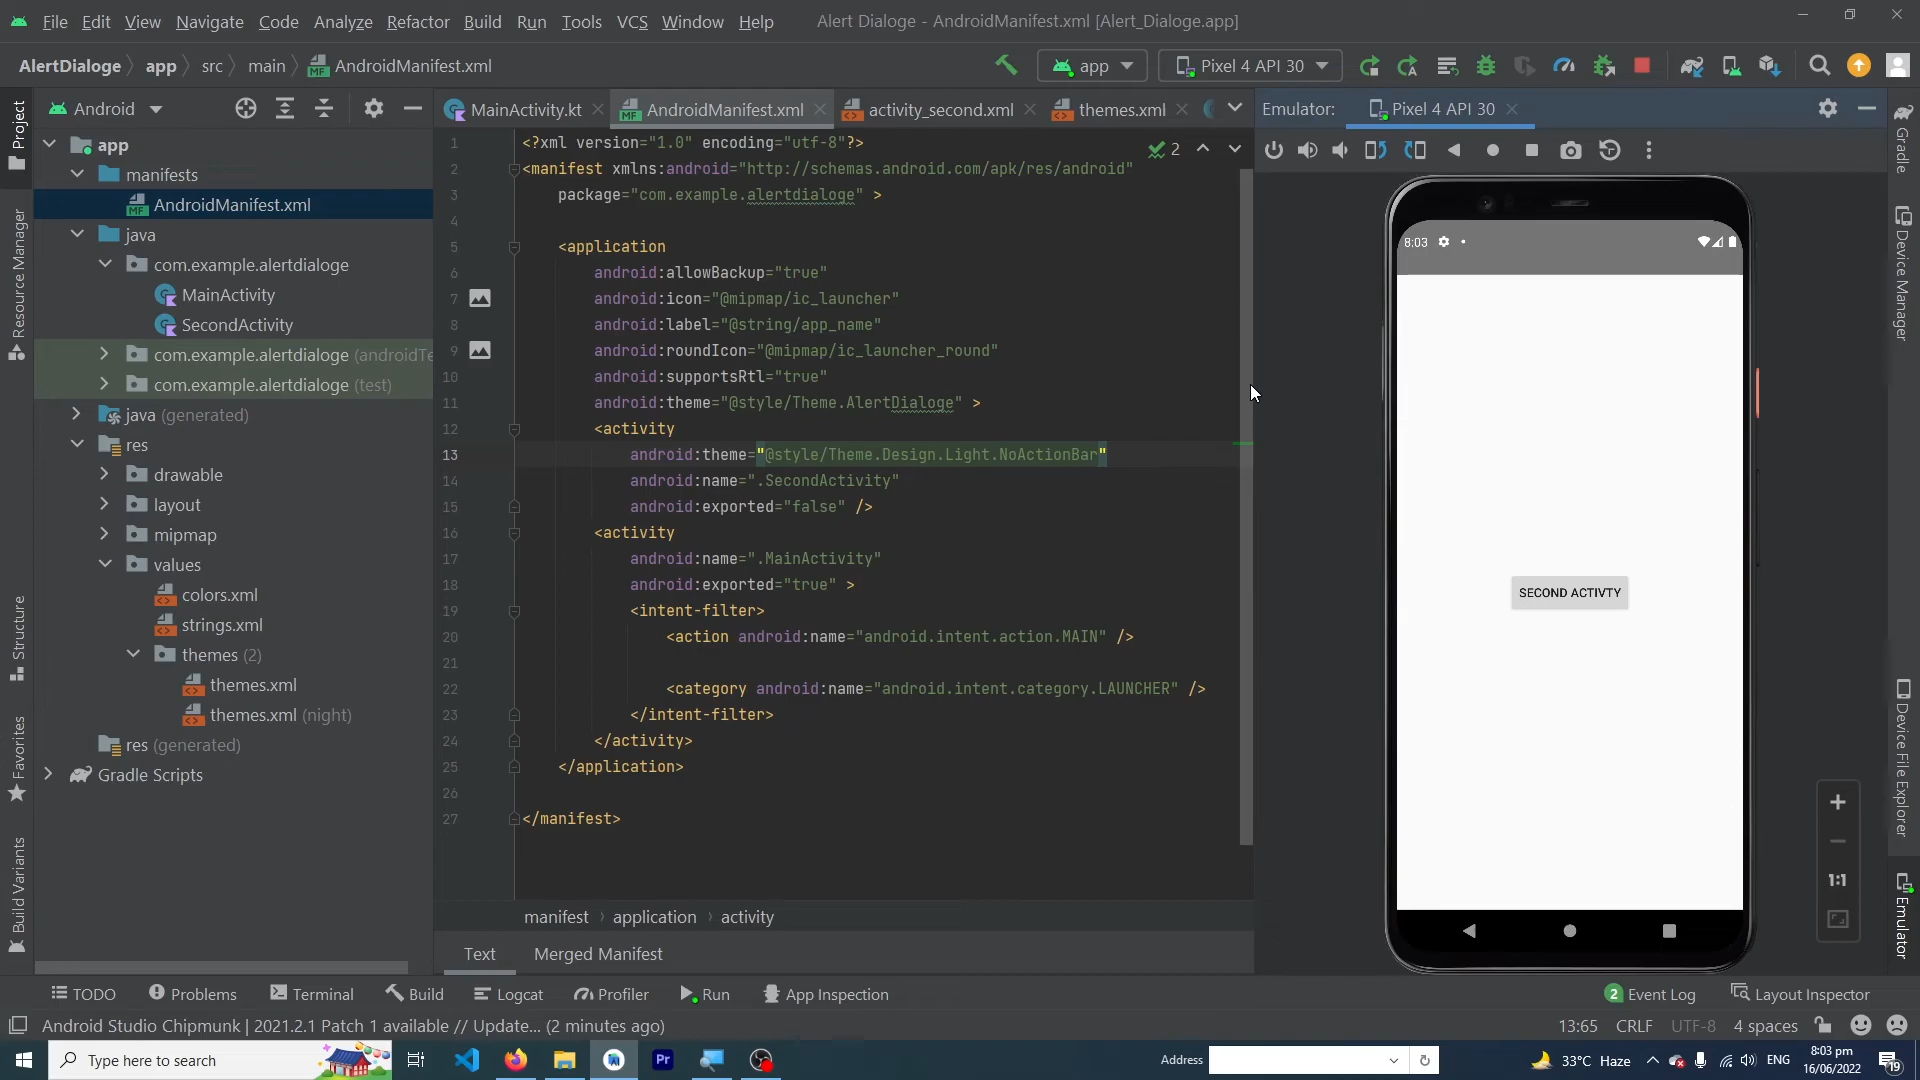 File Edit View Navigate Code Analyze Refactor Build Run Tools VCS Window Help Alert Dialoge - AndroidManifest.xml [Alert_Dialoge.app]
AlertDialoge app src main AndroidManifest.xml app Pixel 4 API 30
Android
MainActivity.kt AndroidManifest.xml activity_second.xml themes.xml Emulator: Pixel 4 API 30
Project
Resource Manager
Structure
Favorites
Build Variants
app
manifests
AndroidManifest.xml
java
com.example.alertdialoge
MainActivity
SecondActivity
com.example.alertdialoge (androidTe
com.example.alertdialoge (test)
java (generated)
res
drawable
layout
mipmap
values
colors.xml
strings.xml
themes (2)
themes.xml
themes.xml (night)
res (generated)
Gradle Scripts
2
1 <?xml version="1.0" encoding="utf-8"?>
2 <manifest xmlns:android="http://schemas.android.com/apk/res/android"
3 package="com.example.alertdialoge" >
4
5 <application
6 android:allowBackup="true"
7 android:icon="@mipmap/ic_launcher"
8 android:label="@string/app_name"
9 android:roundIcon="@mipmap/ic_launcher_round"
10 android:supportsRtl="true"
11 android:theme="@style/Theme.AlertDialoge" >
12 <activity
13 android:theme="@style/Theme.Design.Light.NoActionBar"
14 android:name=".SecondActivity"
15 android:exported="false" />
16 <activity
17 android:name=".MainActivity"
18 android:exported="true" >
19 <intent-filter>
20 <action android:name="android.intent.action.MAIN" />
21
22 <category android:name="android.intent.category.LAUNCHER" />
23 </intent-filter>
24 </activity>
25 </application>
26
27 </manifest>
manifest application activity
Text Merged Manifest
8:03
SECOND ACTIVTY
1:1
Gradle
Device Manager
Device File Explorer
Emulator
TODO Problems Terminal Build Logcat Profiler Run App Inspection 2 Event Log Layout Inspector
Android Studio Chipmunk | 2021.2.1 Patch 1 available // Update... (2 minutes ago) 13:65 CRLF UTF-8 4 spaces
Type here to search Pr Address 33°C Haze ENG 8:03 pm
16/06/2022
19